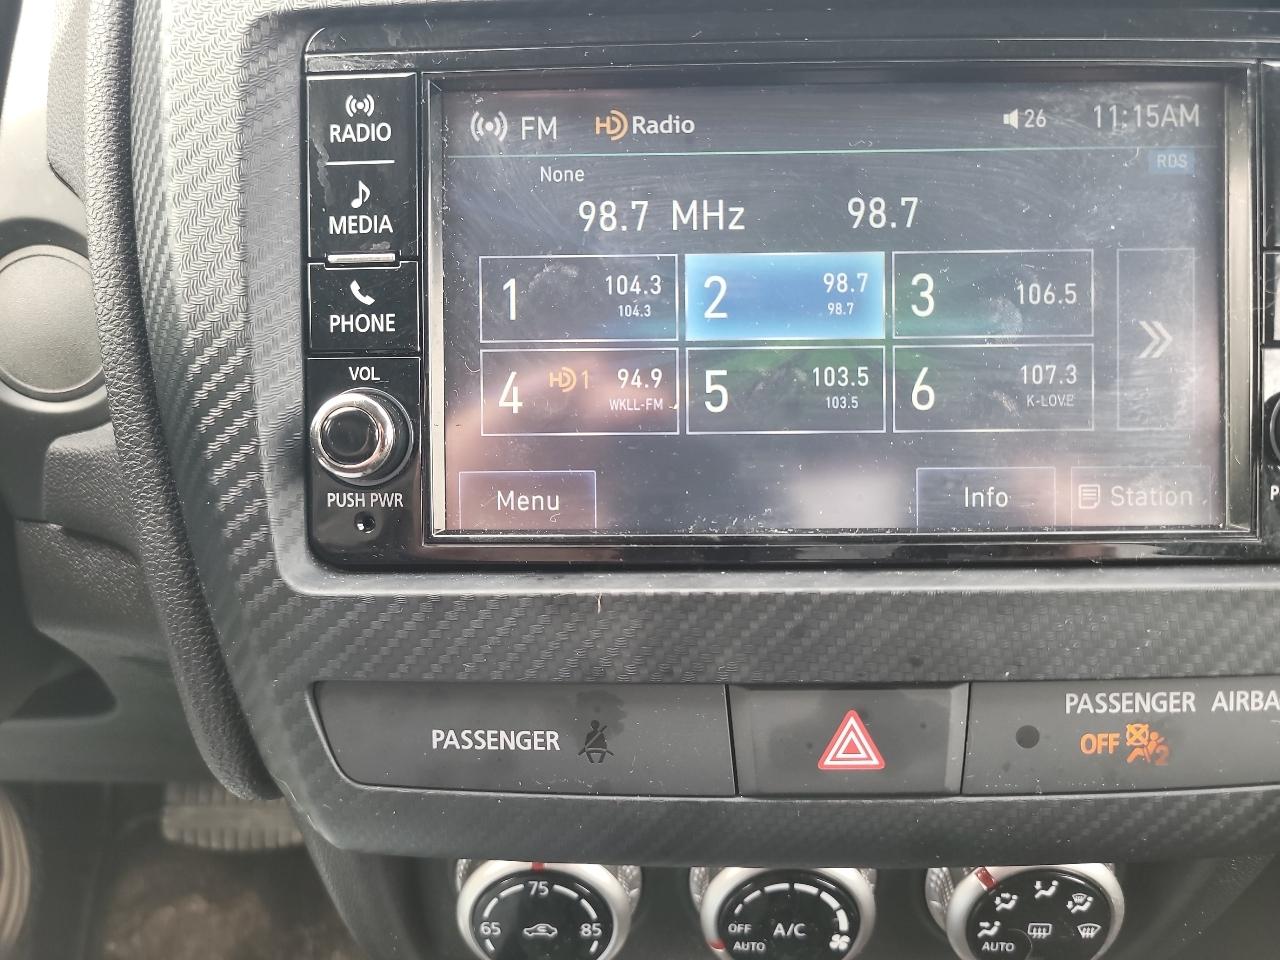 RADIO
MEDIA
PHONE
VOL
PUSH PWR
FM HD Radio 26 11:15AM
RDS
None
98.7 MHz 98.7
1 104.3
104.3
2 98.7
98.7
3 106.5
4 HD 1 94.9
WKLL-FM
5 103.5
103.5
6 107.3
K-LOVE
Menu Info Station
PASSENGER
PASSENGER AIRBA
OFF 2
65 75 85
OFF A/C
AUTO
AUTO